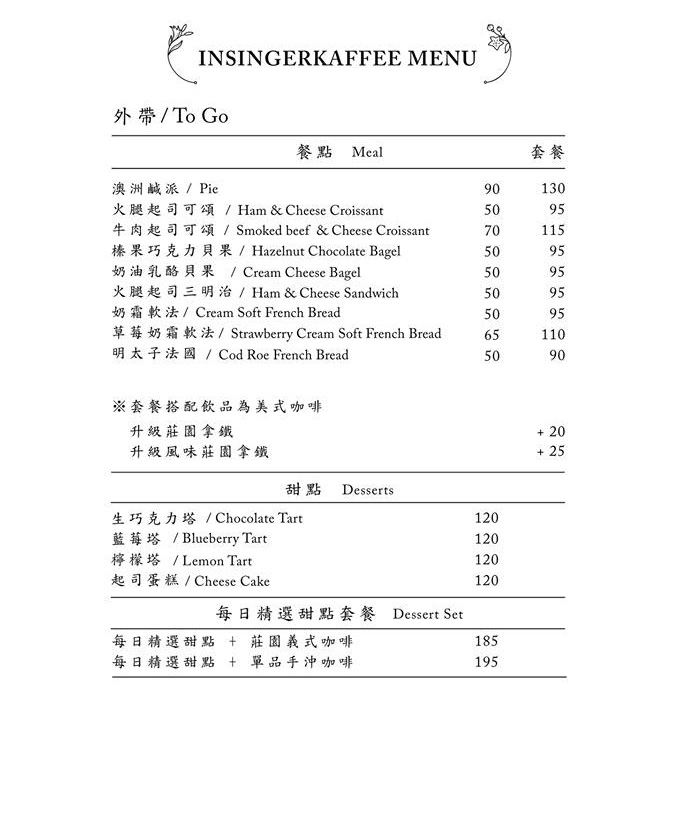 INSINGERKAFFEE MENU
外帶/To Go
餐點 Meal 套餐
澳洲鹹派 / Pie 90 130
火腿起司可頌 / Ham & Cheese Croissant 50 95
牛肉起司可頌 / Smoked beef & Cheese Croissant 70 115
榛果巧克力貝果 / Hazelnut Chocolate Bagel 50 95
奶油乳酪貝果 / Cream Cheese Bagel 50 95
火腿起司三明治 / Ham & Cheese Sandwich 50 95
奶霜軟法 / Cream Soft French Bread 50 95
草莓奶霜軟法 / Strawberry Cream Soft French Bread 65 110
明太子法國 / Cod Roe French Bread 50 90
※套餐搭配飲品為美式咖啡
升級莊園拿鐵 + 20
升級風味莊園拿鐵 + 25
甜點 Desserts
生巧克力塔 / Chocolate Tart 120
藍莓塔 / Blueberry Tart 120
檸檬塔 / Lemon Tart 120
起司蛋糕 / Cheese Cake 120
每日精選甜點套餐 Dessert Set
每日精選甜點 + 莊園義式咖啡 185
每日精選甜點 + 單品手沖咖啡 195